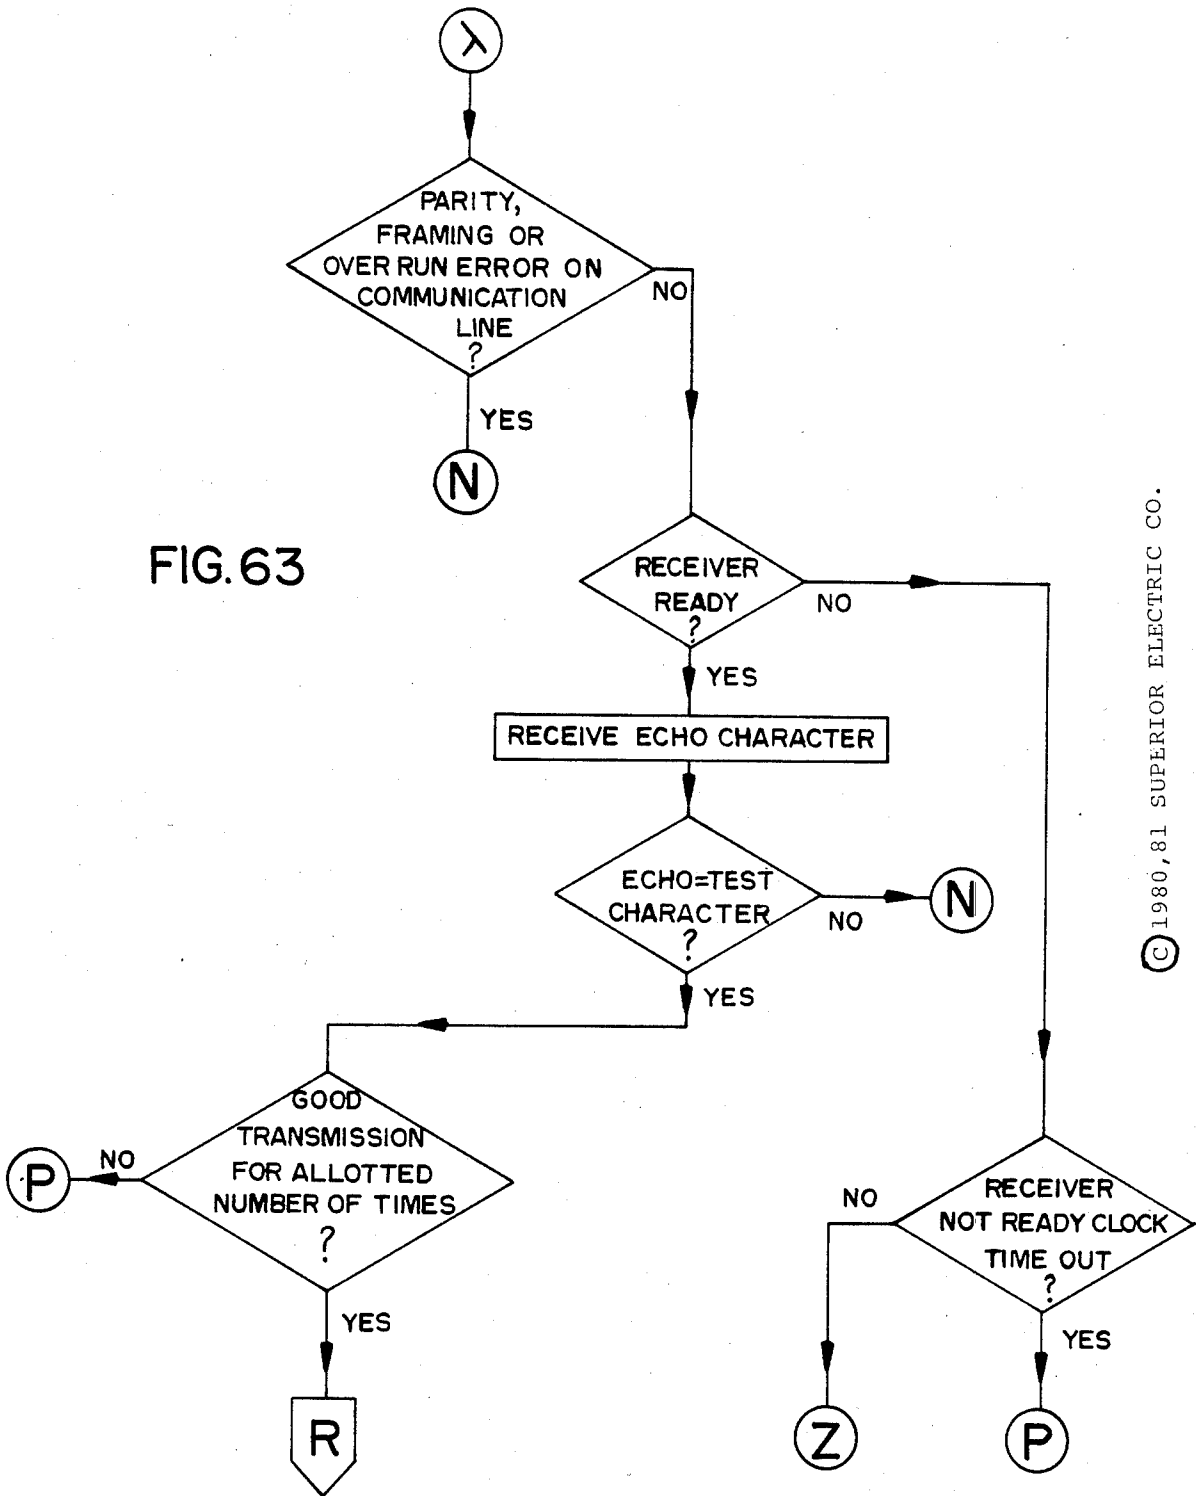 λ
PARITY,
FRAMING OR
OVER RUN ERROR ON
COMMUNICATION
LINE
?
NO
YES
N
FIG.63
RECEIVER
READY
?
NO
YES
RECEIVE ECHO CHARACTER
ECHO=TEST
CHARACTER
?
NO
N
YES
GOOD
TRANSMISSION
FOR ALLOTTED
NUMBER OF TIMES
?
NO
P
YES
R
RECEIVER
NOT READY CLOCK
TIME OUT
?
NO
YES
Z
P
© 1980,81 SUPERIOR ELECTRIC CO.